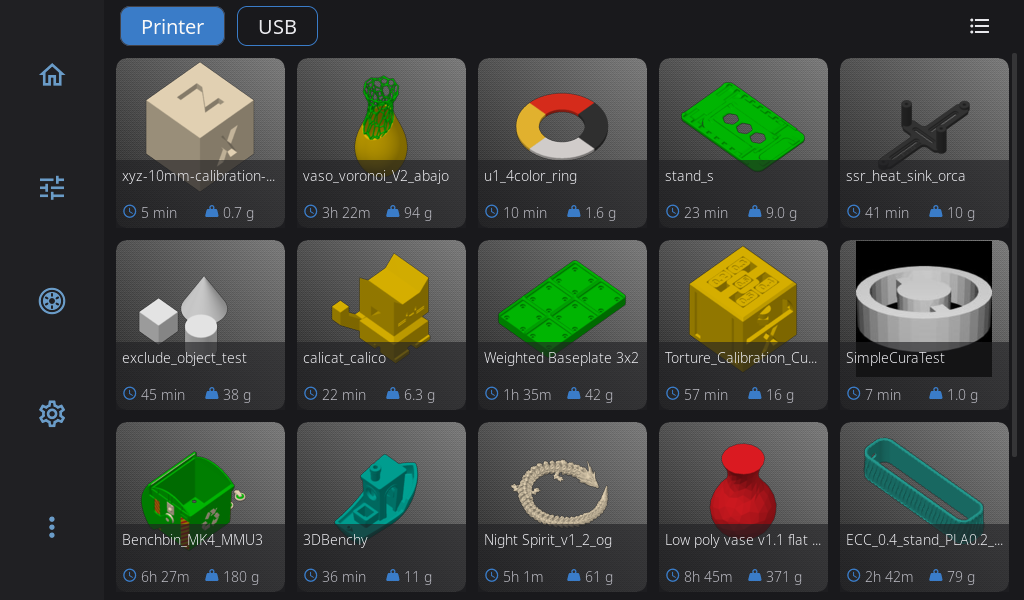 Printer USB
xyz-10mm-calibration-...
5 min 0.7 g
vaso_voronoi_V2_abajo
3h 22m 94 g
u1_4color_ring
10 min 1.6 g
stand_s
23 min 9.0 g
ssr_heat_sink_orca
41 min 10 g
exclude_object_test
45 min 38 g
calicat_calico
22 min 6.3 g
Weighted Baseplate 3x2
1h 35m 42 g
Torture_Calibration_Cu...
57 min 16 g
SimpleCuraTest
7 min 1.0 g
Benchbin_MK4_MMU3
6h 27m 180 g
3DBenchy
36 min 11 g
Night Spirit_v1_2_og
5h 1m 61 g
Low poly vase v1.1 flat ...
8h 45m 371 g
ECC_0.4_stand_PLA0.2_...
2h 42m 79 g